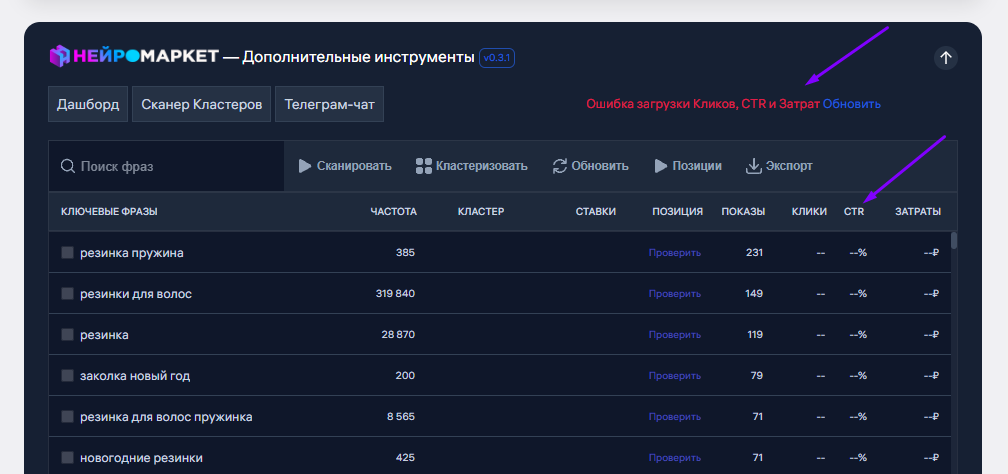 НЕЙРОМАРКЕТ — Дополнительные инструменты v0.3.1
Дашборд Сканер Кластеров Телеграм-чат Ошибка загрузки Кликов, CTR и Затрат Обновить
Поиск фраз Сканировать Кластеризовать Обновить Позиции Экспорт
КЛЮЧЕВЫЕ ФРАЗЫ ЧАСТОТА КЛАСТЕР СТАВКИ ПОЗИЦИЯ ПОКАЗЫ КЛИКИ CTR ЗАТРАТЫ
резинка пружина 385 Проверить 231 -- --% --₽
резинки для волос 319 840 Проверить 149 -- --% --₽
резинка 28 870 Проверить 119 -- --% --₽
заколка новый год 200 Проверить 79 -- --% --₽
резинка для волос пружинка 8 565 Проверить 71 -- --% --₽
новогодние резинки 425 Проверить 71 -- --% --₽